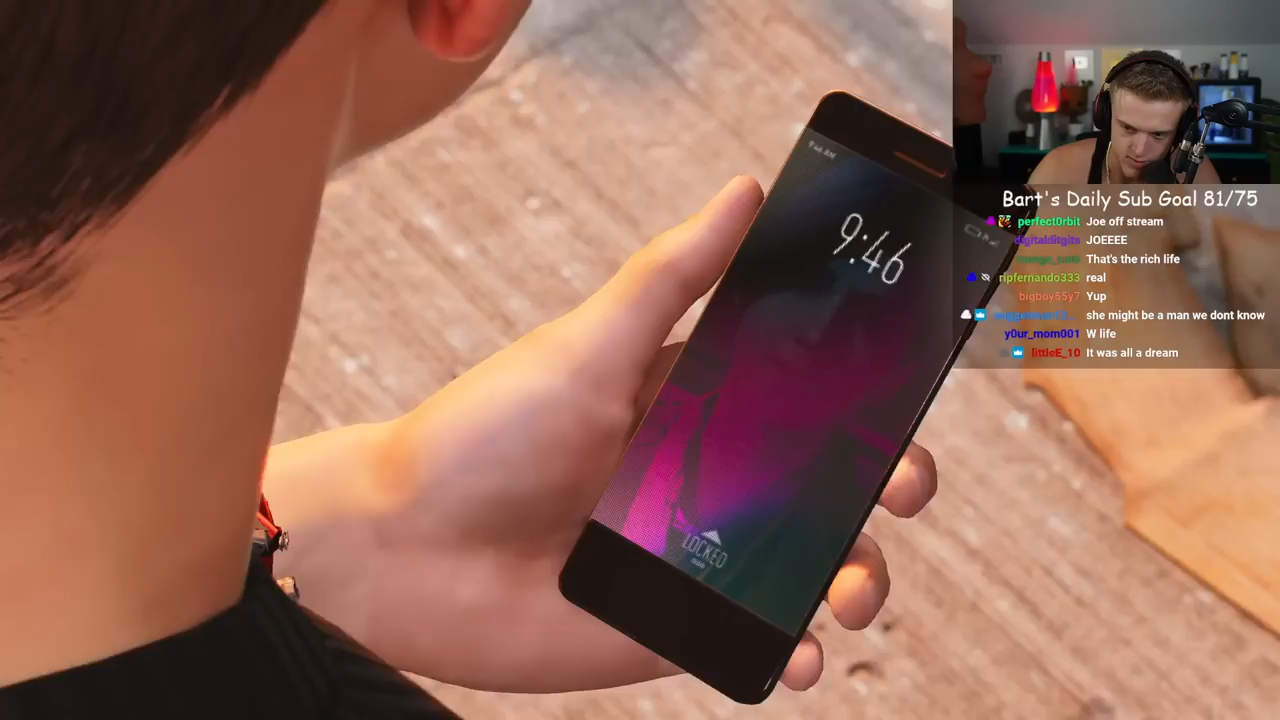 9:46
LOCKED
Bart's Daily Sub Goal 81/75
perfect0rbit Joe off stream
digitalditgits JOEEEE
That's the rich life
ripfernando333 real
bigboy55y7 Yup
she might be a man we dont know
y0ur_mom001 W life
littleE_10 It was all a dream